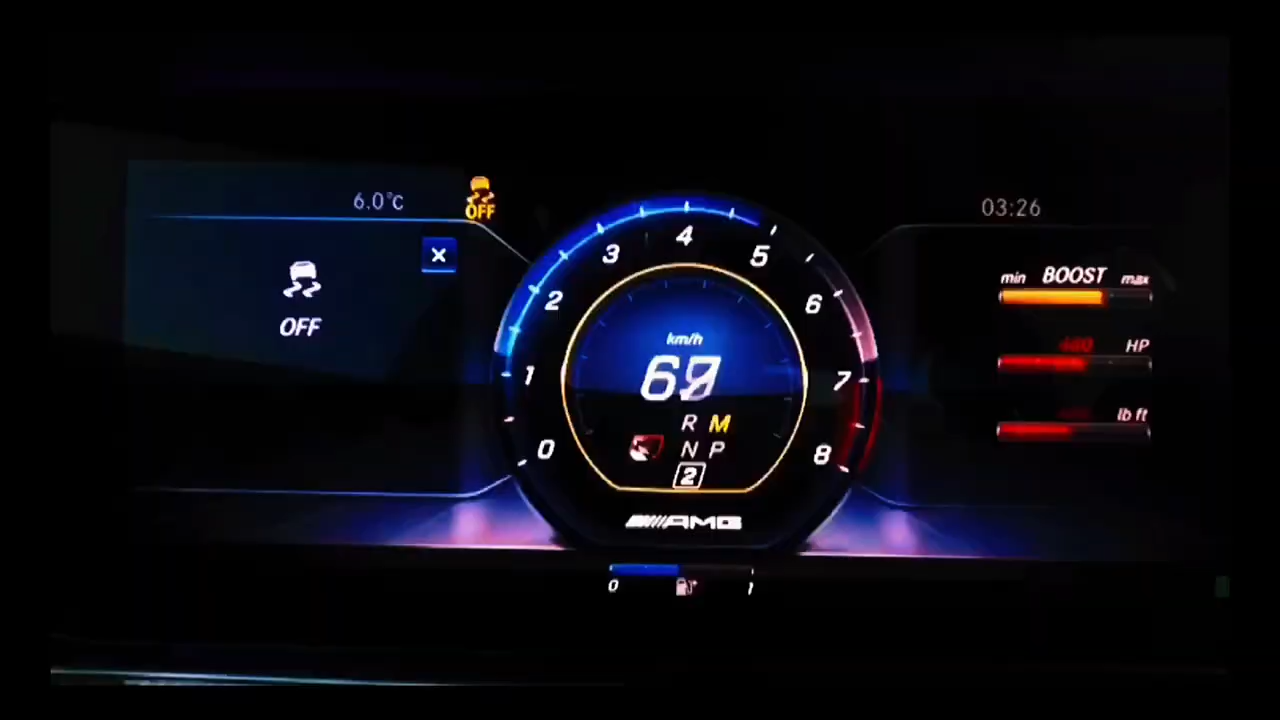 6.0°C
OFF
03:26
OFF
min BOOST max
HP
lb ft
0 1 2 3 4 5 6 7 8
km/h
R M
N P
2
AMG
0 1